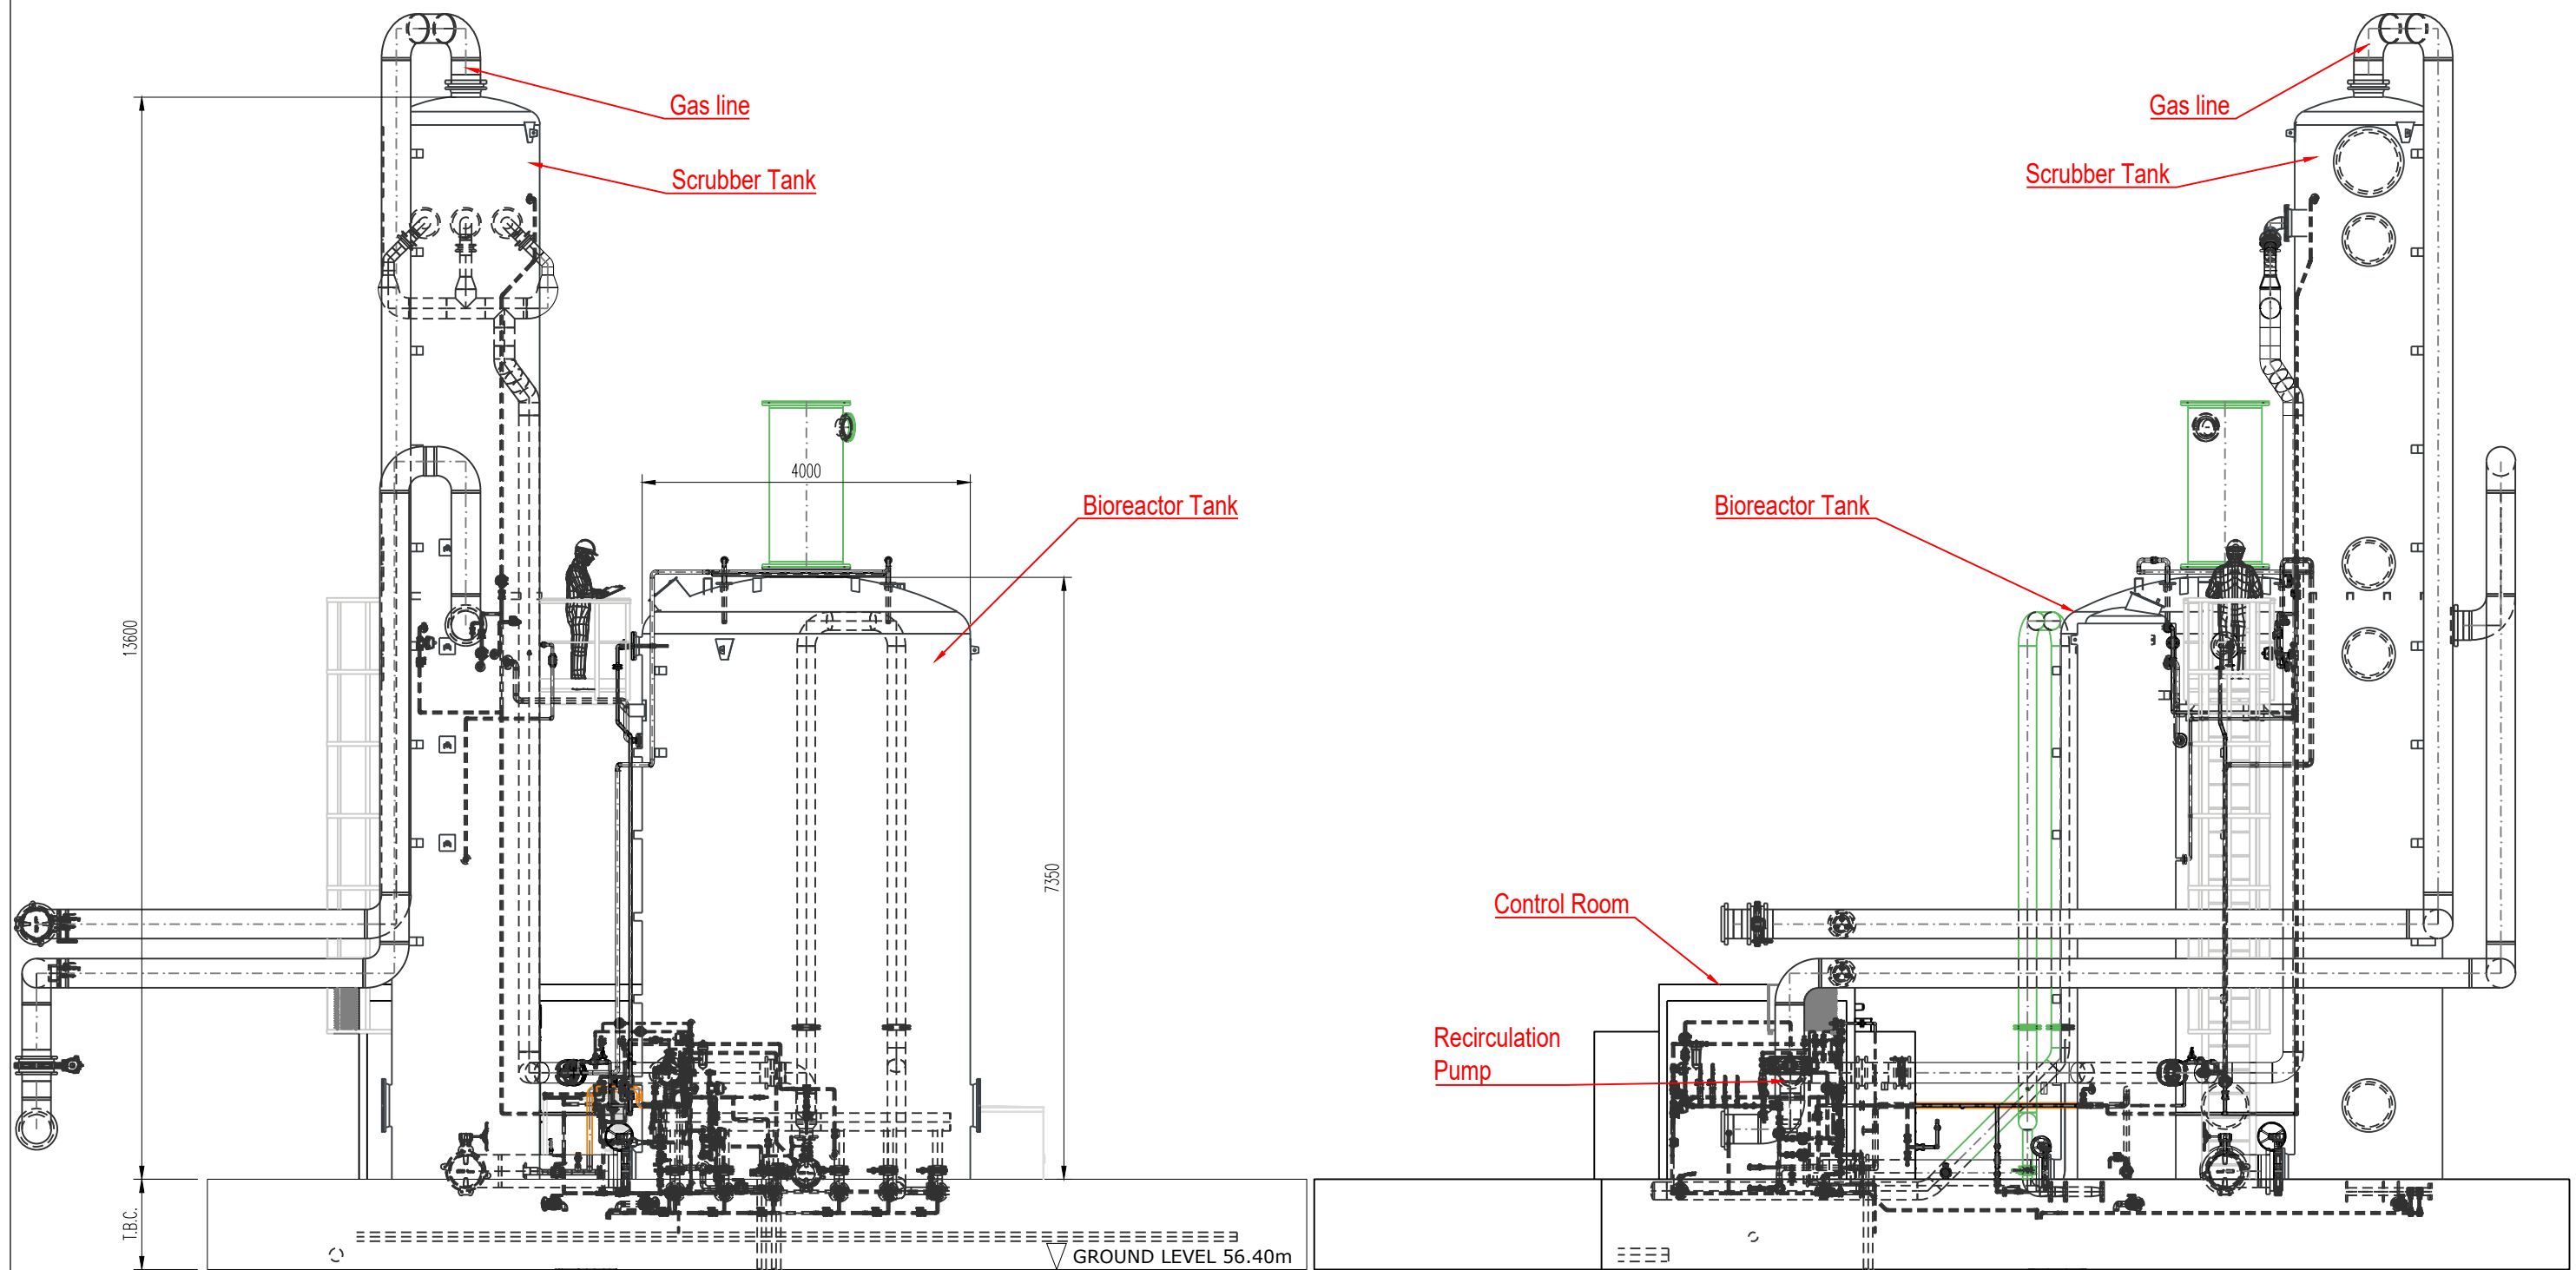 Gas line
Scrubber Tank
4000
Bioreactor Tank
13600
7350
T.B.C.
GROUND LEVEL 56.40m
Gas line
Scrubber Tank
Bioreactor Tank
Control Room
Recirculation
Pump